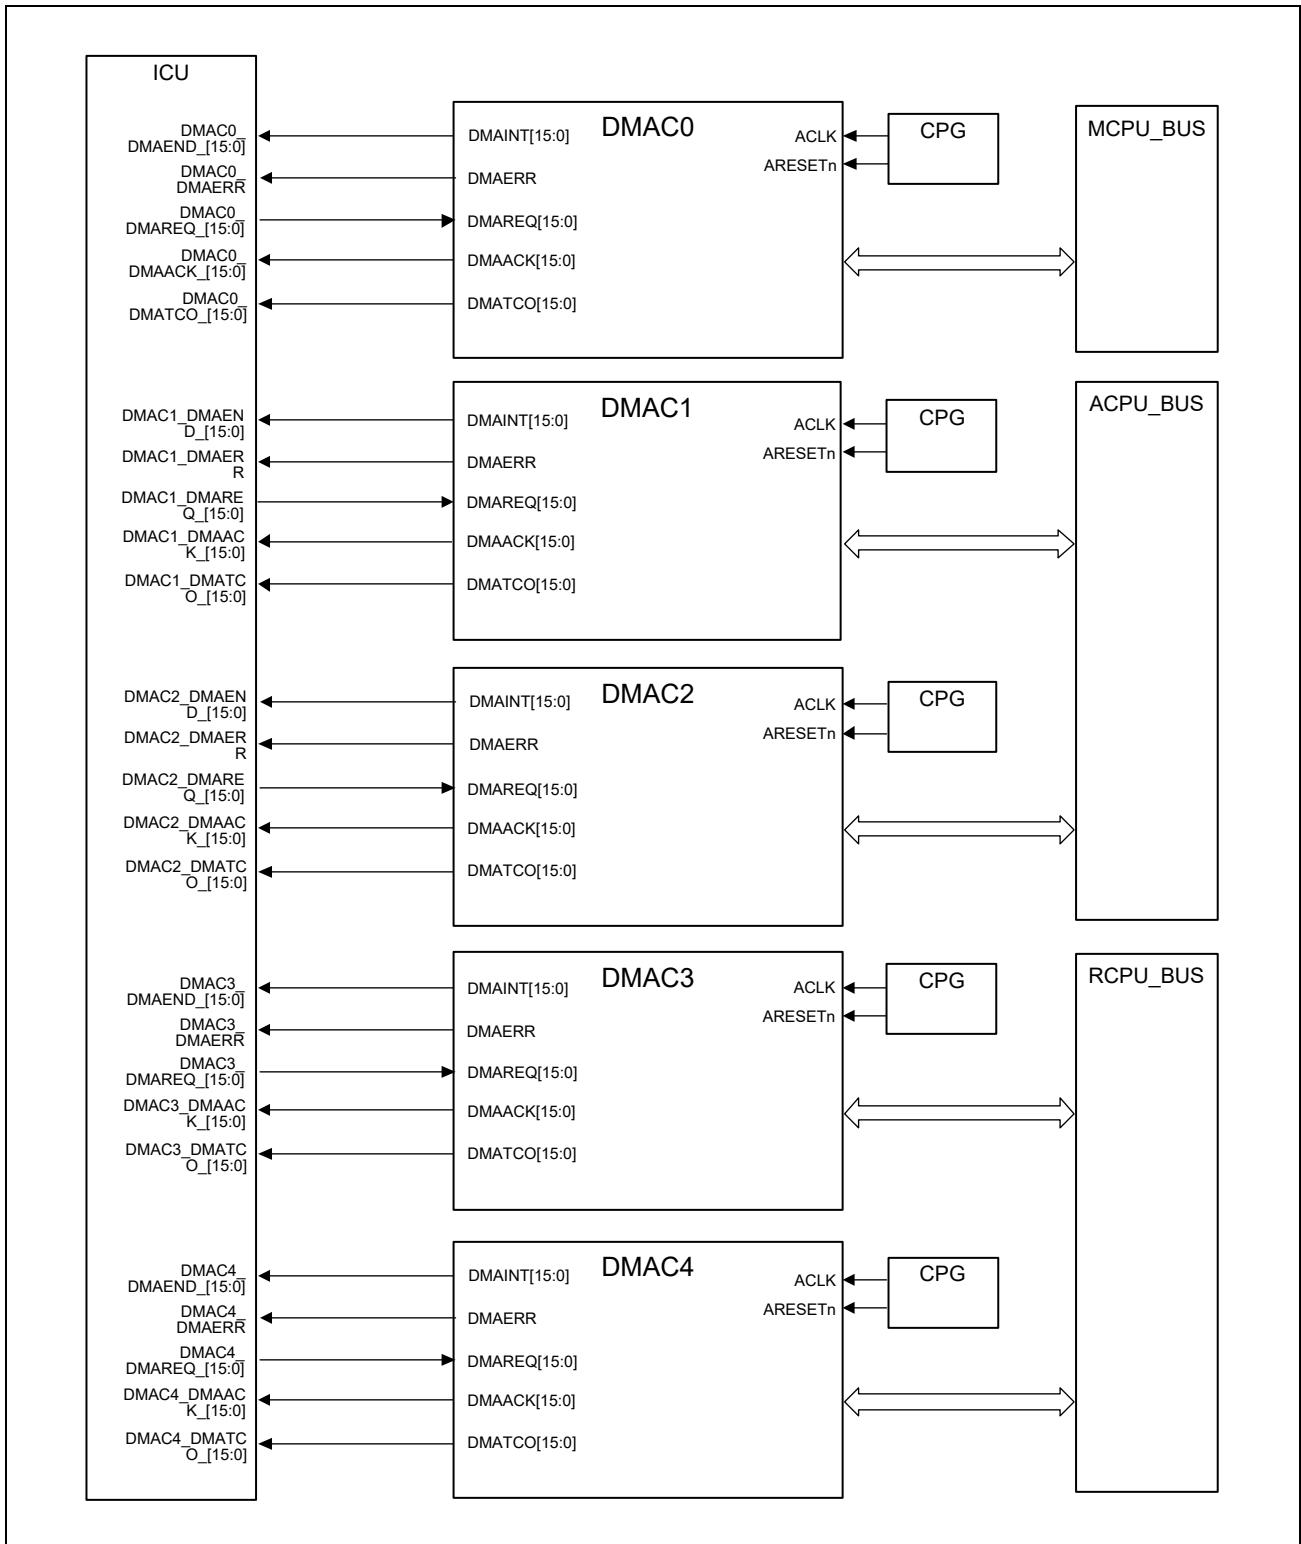 ICU
DMAC0_
DMAEND_[15:0]
DMAC0_
DMAERR
DMAC0_
DMAREQ_[15:0]
DMAC0_
DMAACK_[15:0]
DMAC0_
DMATCO_[15:0]
DMAC0
DMAINT[15:0]
DMAERR
DMAREQ[15:0]
DMAACK[15:0]
DMATCO[15:0]
ACLK
ARESETn
CPG
MCPU_BUS
DMAC1_DMAEN
D_[15:0]
DMAC1_DMAER
R
DMAC1_DMARE
Q_[15:0]
DMAC1_DMAAC
K_[15:0]
DMAC1_DMATC
O_[15:0]
DMAC1
DMAINT[15:0]
DMAERR
DMAREQ[15:0]
DMAACK[15:0]
DMATCO[15:0]
ACLK
ARESETn
CPG
ACPU_BUS
DMAC2_DMAEN
D_[15:0]
DMAC2_DMAER
R
DMAC2_DMARE
Q_[15:0]
DMAC2_DMAAC
K_[15:0]
DMAC2_DMATC
O_[15:0]
DMAC2
DMAINT[15:0]
DMAERR
DMAREQ[15:0]
DMAACK[15:0]
DMATCO[15:0]
ACLK
ARESETn
CPG
DMAC3_
DMAEND_[15:0]
DMAC3_
DMAERR
DMAC3_
DMAREQ_[15:0]
DMAC3_DMAAC
K_[15:0]
DMAC3_DMATC
O_[15:0]
DMAC3
DMAINT[15:0]
DMAERR
DMAREQ[15:0]
DMAACK[15:0]
DMATCO[15:0]
ACLK
ARESETn
CPG
RCPU_BUS
DMAC4_
DMAEND_[15:0]
DMAC4_
DMAERR
DMAC4_
DMAREQ_[15:0]
DMAC4_DMAAC
K_[15:0]
DMAC4_DMATC
O_[15:0]
DMAC4
DMAINT[15:0]
DMAERR
DMAREQ[15:0]
DMAACK[15:0]
DMATCO[15:0]
ACLK
ARESETn
CPG